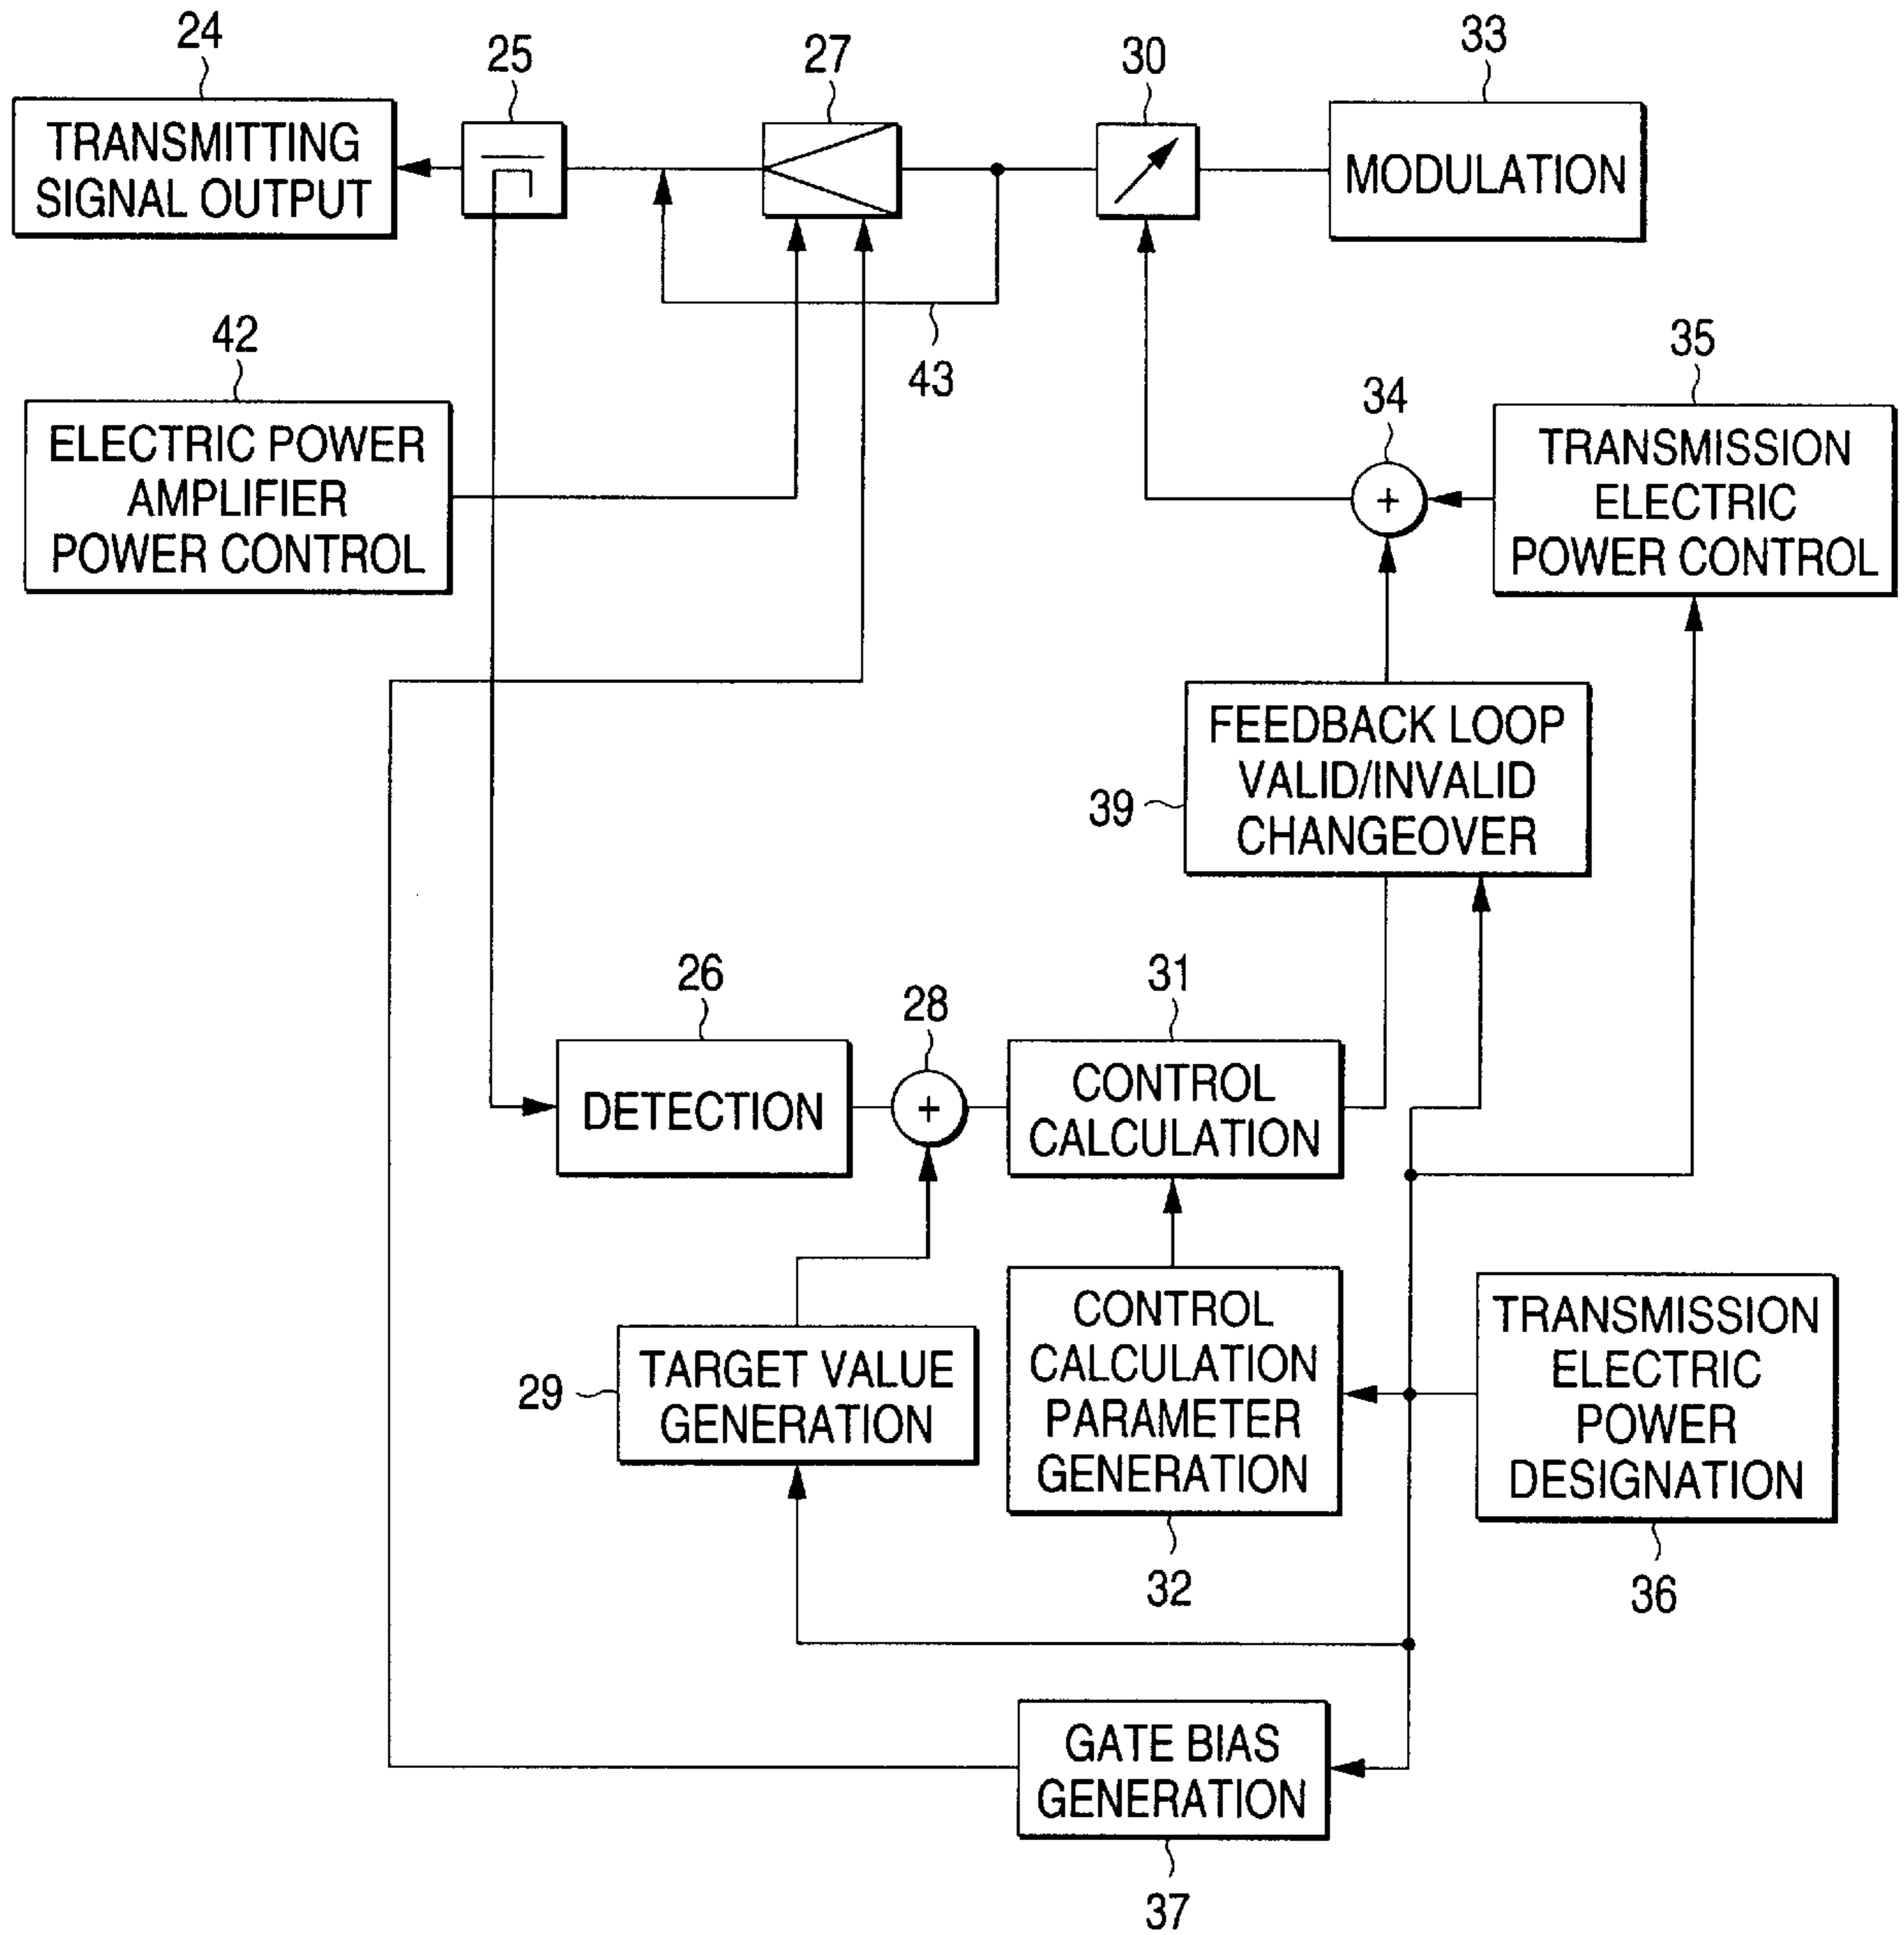 24
25
27
30
33
TRANSMITTING
SIGNAL OUTPUT
MODULATION
42
43
34
35
ELECTRIC POWER
AMPLIFIER
POWER CONTROL
+
TRANSMISSION
ELECTRIC
POWER CONTROL
39
FEEDBACK LOOP
VALID/INVALID
CHANGEOVER
26
28
31
DETECTION
+
CONTROL
CALCULATION
29
TARGET VALUE
GENERATION
CONTROL
CALCULATION
PARAMETER
GENERATION
32
TRANSMISSION
ELECTRIC
POWER
DESIGNATION
36
GATE BIAS
GENERATION
37